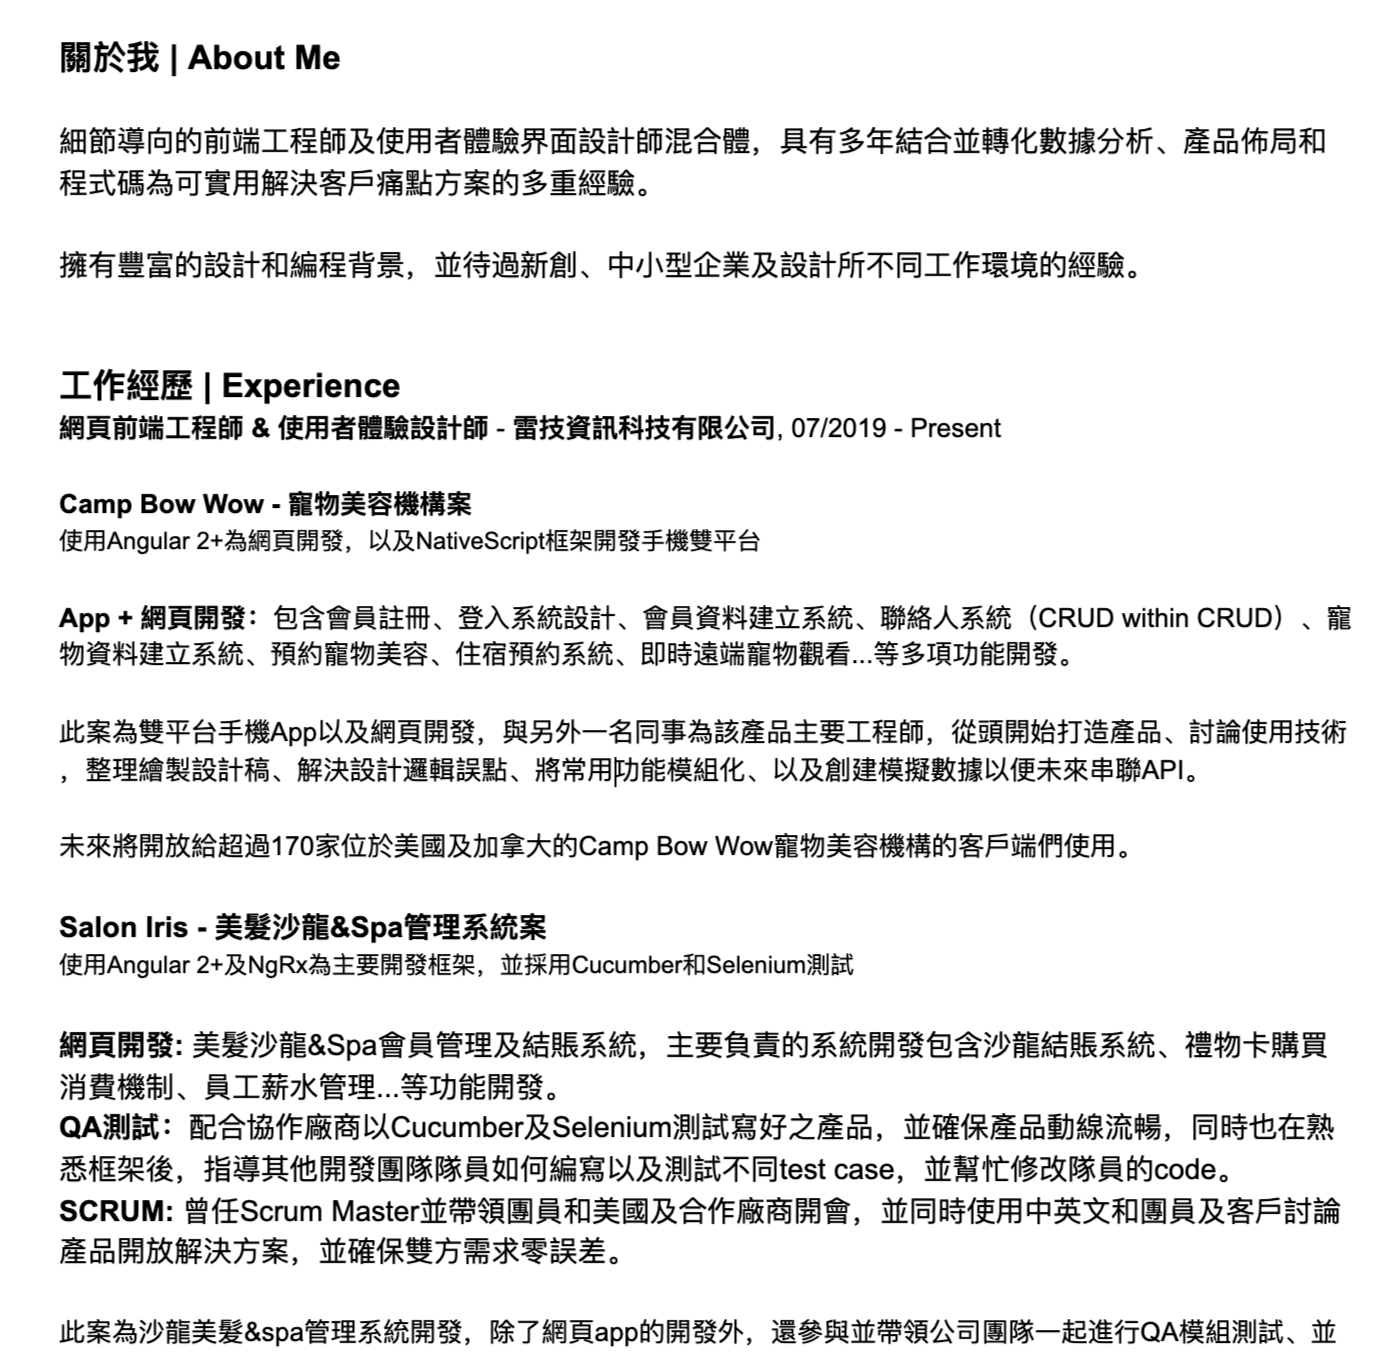 關於我 | About Me
細節導向的前端工程師及使用者體驗界面設計師混合體，具有多年結合並轉化數據分析、產品佈局和
程式碼為可實用解決客戶痛點方案的多重經驗。
擁有豐富的設計和編程背景，並待過新創、中小型企業及設計所不同工作環境的經驗。
工作經歷 | Experience
網頁前端工程師 & 使用者體驗設計師 - 雷技資訊科技有限公司, 07/2019 - Present
Camp Bow Wow - 寵物美容機構案
使用Angular 2+為網頁開發，以及NativeScript框架開發手機雙平台
App + 網頁開發：包含會員註冊、登入系統設計、會員資料建立系統、聯絡人系統（CRUD within CRUD）、寵
物資料建立系統、預約寵物美容、住宿預約系統、即時遠端寵物觀看...等多項功能開發。
此案為雙平台手機App以及網頁開發，與另外一名同事為該產品主要工程師，從頭開始打造產品、討論使用技術
，整理繪製設計稿、解決設計邏輯誤點、將常用功能模組化、以及創建模擬數據以便未來串聯API。
未來將開放給超過170家位於美國及加拿大的Camp Bow Wow寵物美容機構的客戶端們使用。
Salon Iris - 美髮沙龍&Spa管理系統案
使用Angular 2+及NgRx為主要開發框架，並採用Cucumber和Selenium測試
網頁開發: 美髮沙龍&Spa會員管理及結賬系統，主要負責的系統開發包含沙龍結賬系統、禮物卡購買
消費機制、員工薪水管理...等功能開發。
QA測試：配合協作廠商以Cucumber及Selenium測試寫好之產品，並確保產品動線流暢，同時也在熟
悉框架後，指導其他開發團隊隊員如何編寫以及測試不同test case，並幫忙修改隊員的code。
SCRUM: 曾任Scrum Master並帶領團員和美國及合作廠商開會，並同時使用中英文和團員及客戶討論
產品開放解決方案，並確保雙方需求零誤差。
此案為沙龍美髮&spa管理系統開發，除了網頁app的開發外，還參與並帶領公司團隊一起進行QA模組測試、並